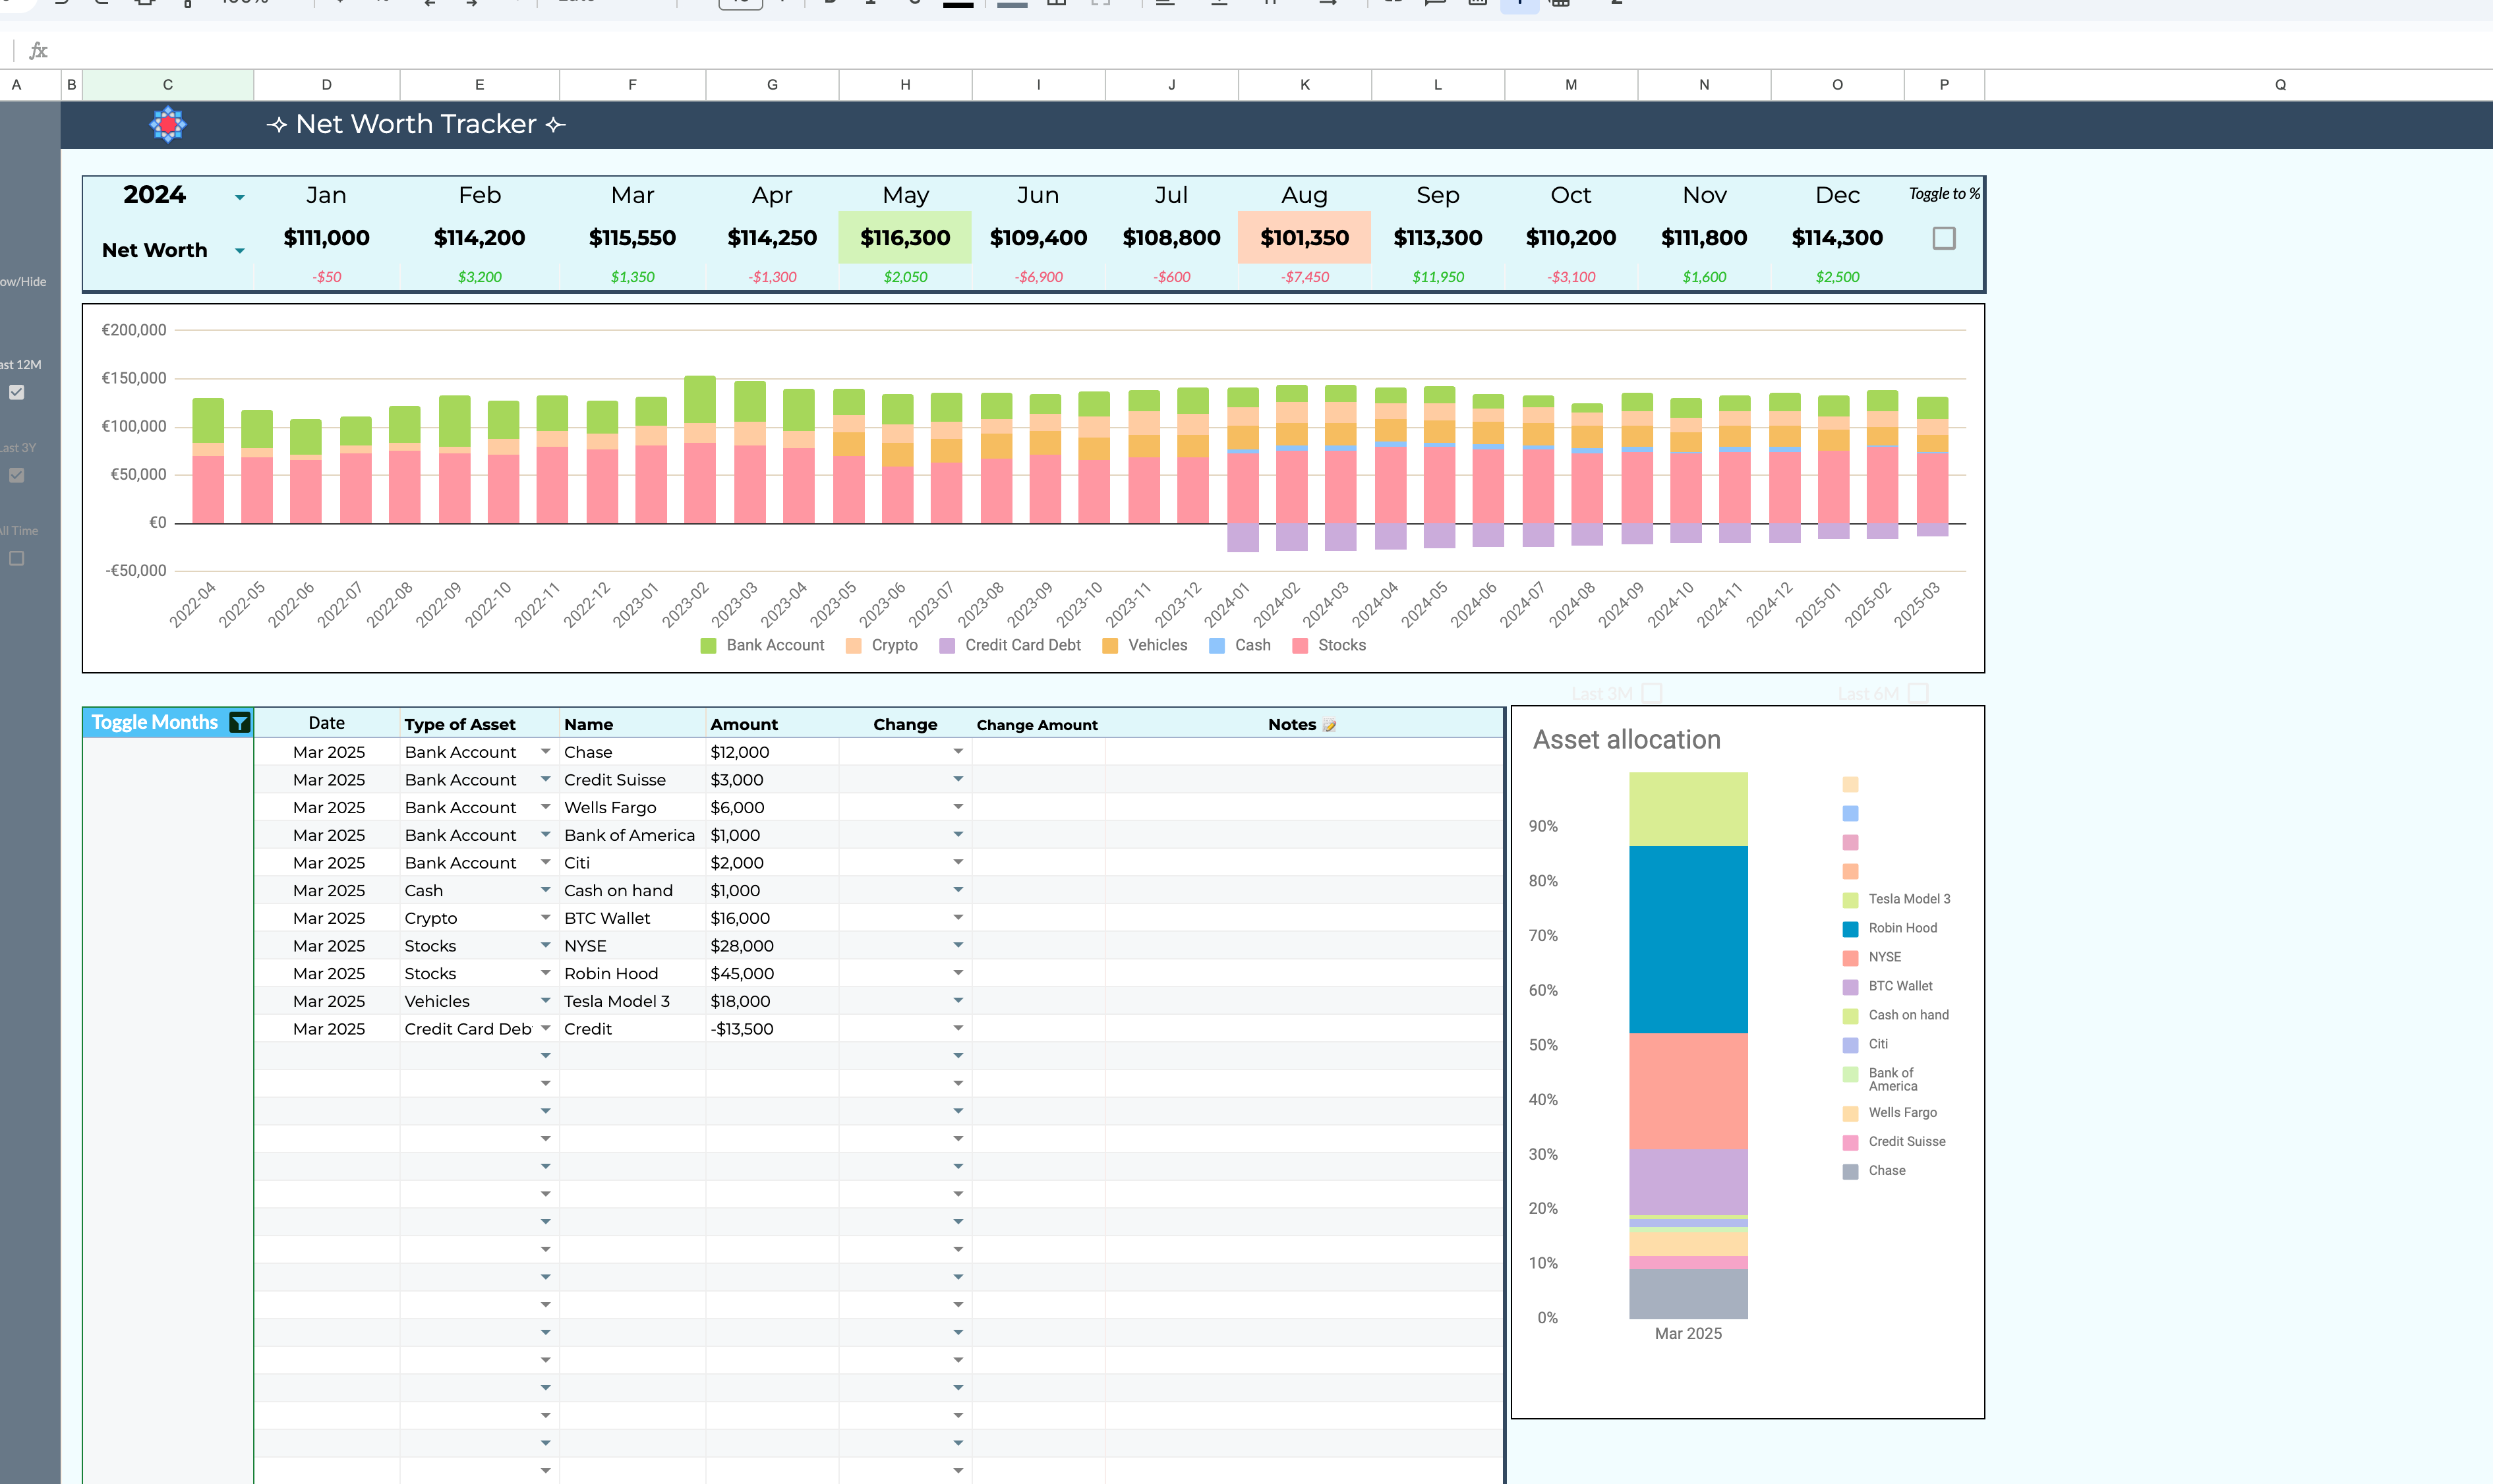 fx
A B C D E F G H I J K L M N O P Q
✧ Net Worth Tracker ✧
2024 Jan Feb Mar Apr May Jun Jul Aug Sep Oct Nov Dec Toggle to %
Net Worth $111,000 $114,200 $115,550 $114,250 $116,300 $109,400 $108,800 $101,350 $113,300 $110,200 $111,800 $114,300
-$50 $3,200 $1,350 -$1,300 $2,050 -$6,900 -$600 -$7,450 $11,950 -$3,100 $1,600 $2,500
ow/Hide
ast 12M
Last 3Y
All Time
€200,000
€150,000
€100,000
€50,000
€0
-€50,000
2022-04 2022-05 2022-06 2022-07 2022-08 2022-09 2022-10 2022-11 2022-12 2023-01 2023-02 2023-03 2023-04 2023-05 2023-06 2023-07 2023-08 2023-09 2023-10 2023-11 2023-12 2024-01 2024-02 2024-03 2024-04 2024-05 2024-06 2024-07 2024-08 2024-09 2024-10 2024-11 2024-12 2025-01 2025-02 2025-03
Bank Account Crypto Credit Card Debt Vehicles Cash Stocks
Last 3M Last 6M
Toggle Months Date Type of Asset Name Amount Change Change Amount Notes 📝
Mar 2025 Bank Account Chase $12,000
Mar 2025 Bank Account Credit Suisse $3,000
Mar 2025 Bank Account Wells Fargo $6,000
Mar 2025 Bank Account Bank of America $1,000
Mar 2025 Bank Account Citi $2,000
Mar 2025 Cash Cash on hand $1,000
Mar 2025 Crypto BTC Wallet $16,000
Mar 2025 Stocks NYSE $28,000
Mar 2025 Stocks Robin Hood $45,000
Mar 2025 Vehicles Tesla Model 3 $18,000
Mar 2025 Credit Card Deb Credit -$13,500
Asset allocation
90%
80%
70%
60%
50%
40%
30%
20%
10%
0%
Mar 2025
Tesla Model 3
Robin Hood
NYSE
BTC Wallet
Cash on hand
Citi
Bank of
America
Wells Fargo
Credit Suisse
Chase